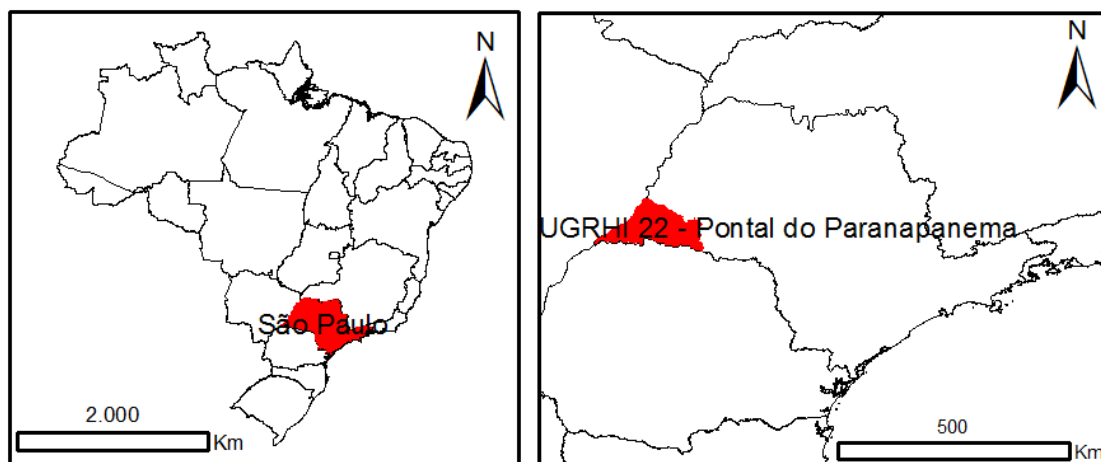 N
São Paulo
2.000
Km
N
UGRHI 22 - Pontal do Paranapanema
500
Km